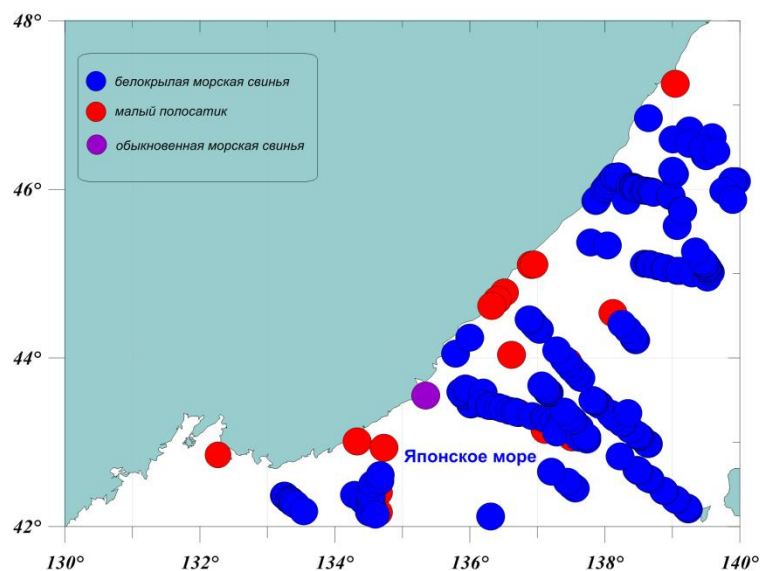 48°
белокрылая морская свинья
малый полосатик
обыкновенная морская свинья
46°
44°
Японское море
42°
130° 132° 134° 136° 138° 140°